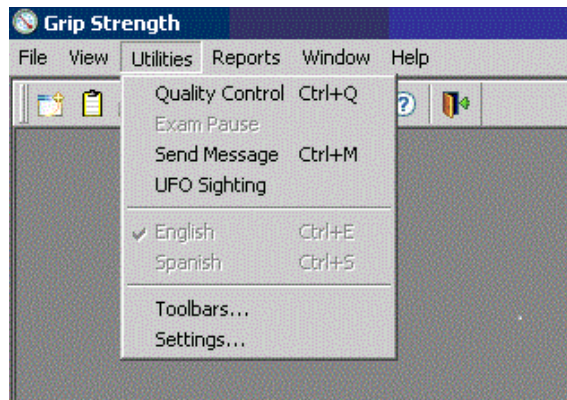 Grip Strength
File View Utilities Reports Window Help
Quality Control Ctrl+Q
Exam Pause
Send Message Ctrl+M
UFO Sighting
English Ctrl+E
Spanish Ctrl+S
Toolbars...
Settings...